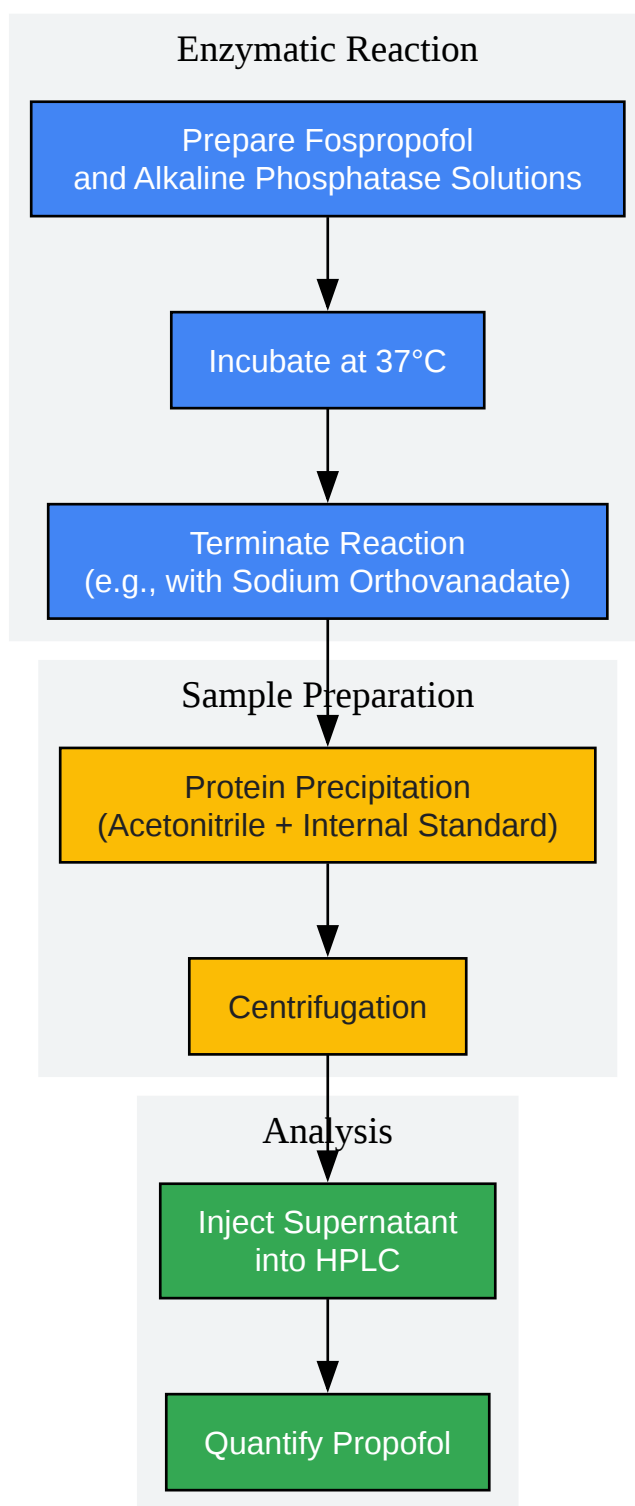 Enzymatic Reaction
Prepare Fospropofol
and Alkaline Phosphatase Solutions
Incubate at 37°C
Terminate Reaction
(e.g., with Sodium Orthovanadate)
Sample Preparation
Protein Precipitation
(Acetonitrile + Internal Standard)
Centrifugation
Analysis
Inject Supernatant
into HPLC
Quantify Propofol